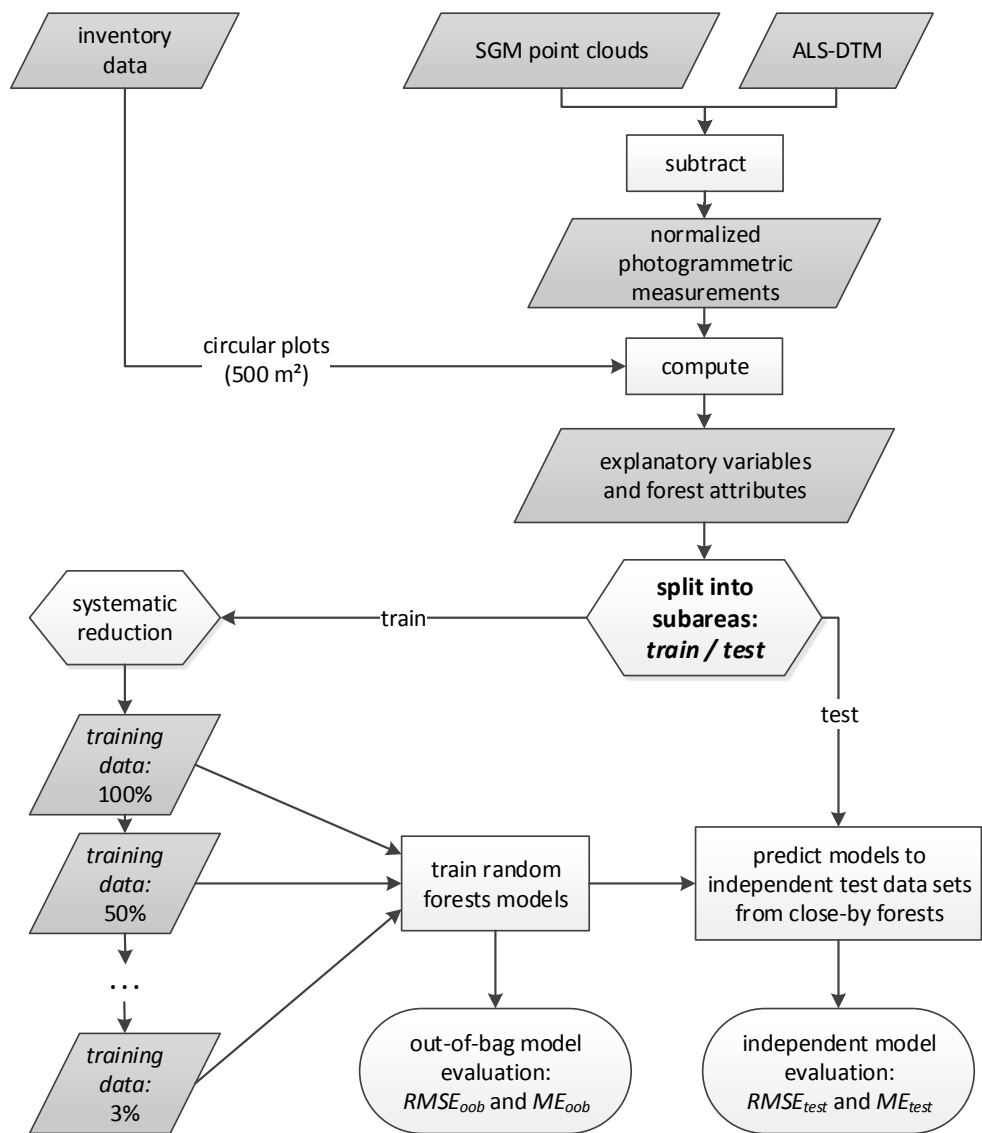 inventory
data
SGM point clouds
ALS-DTM
subtract
normalized
photogrammetric
measurements
circular plots
(500 m²)
compute
explanatory variables
and forest attributes
split into
subareas:
train / test
train
systematic
reduction
test
training
data:
100%
training
data:
50%
...
training
data:
3%
train random
forests models
predict models to
independent test data sets
from close-by forests
out-of-bag model
evaluation:
RMSEoob and MEoob
independent model
evaluation:
RMSEtest and MEtest